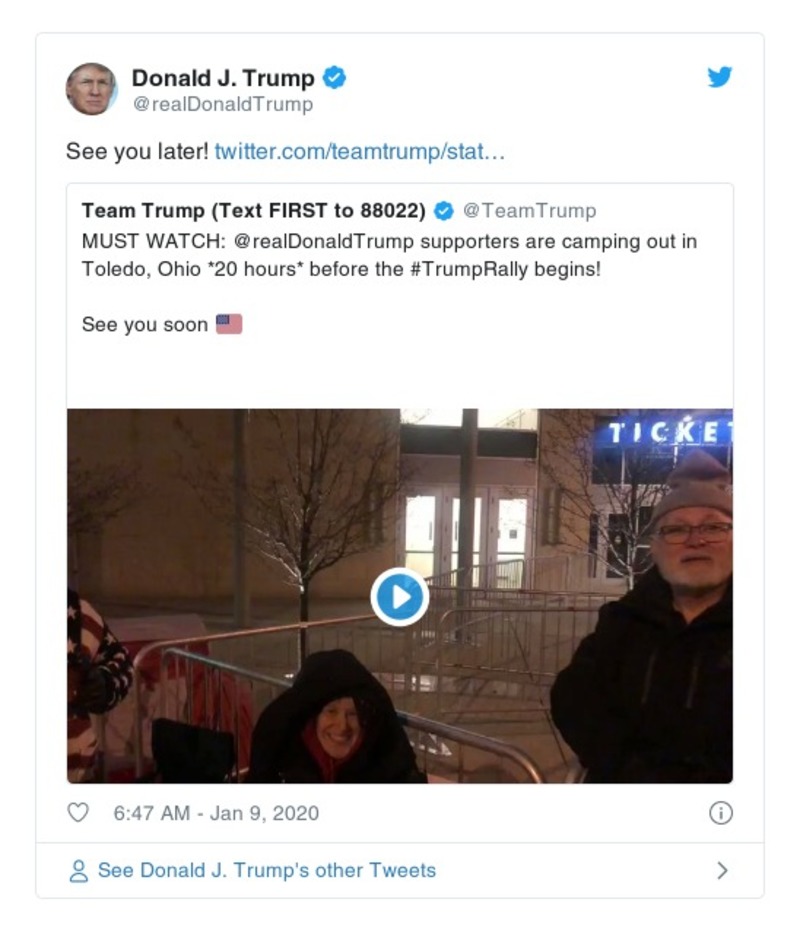 Donald J. Trump
@realDonaldTrump
See you later! twitter.com/teamtrump/stat…
Team Trump (Text FIRST to 88022) @TeamTrump
MUST WATCH: @realDonaldTrump supporters are camping out in
Toledo, Ohio *20 hours* before the #TrumpRally begins!
See you soon 🇺🇸
TICKET
6:47 AM - Jan 9, 2020
See Donald J. Trump's other Tweets